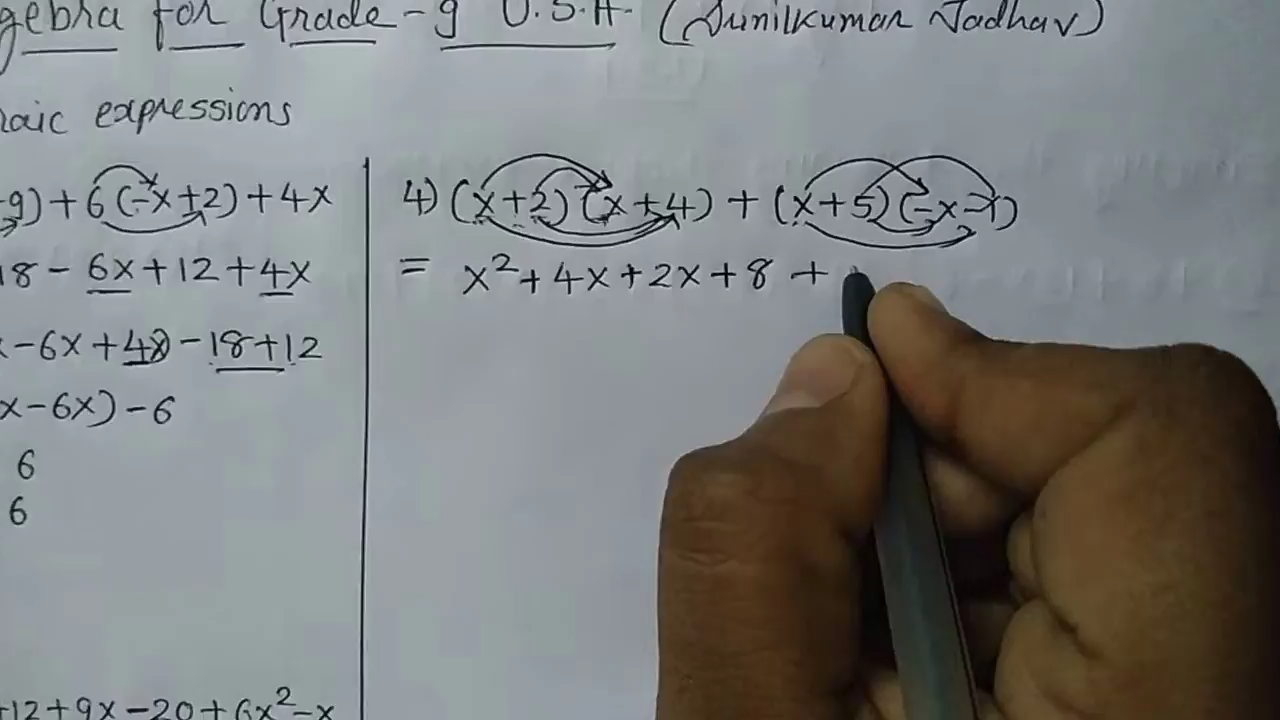 gebra for Grade-9 U.S.A. (Sunilkumar Jadhav)
raic expressions
-9) + 6(-x+2) + 4x
18 - 6x + 12 + 4x
-6x + 4x - 18 + 12
x - 6x) - 6
6
6
+12 + 9x - 20 + 6x² - x
4) (x+2)(x+4) + (x+5)(-x-1)
= x² + 4x + 2x + 8 +